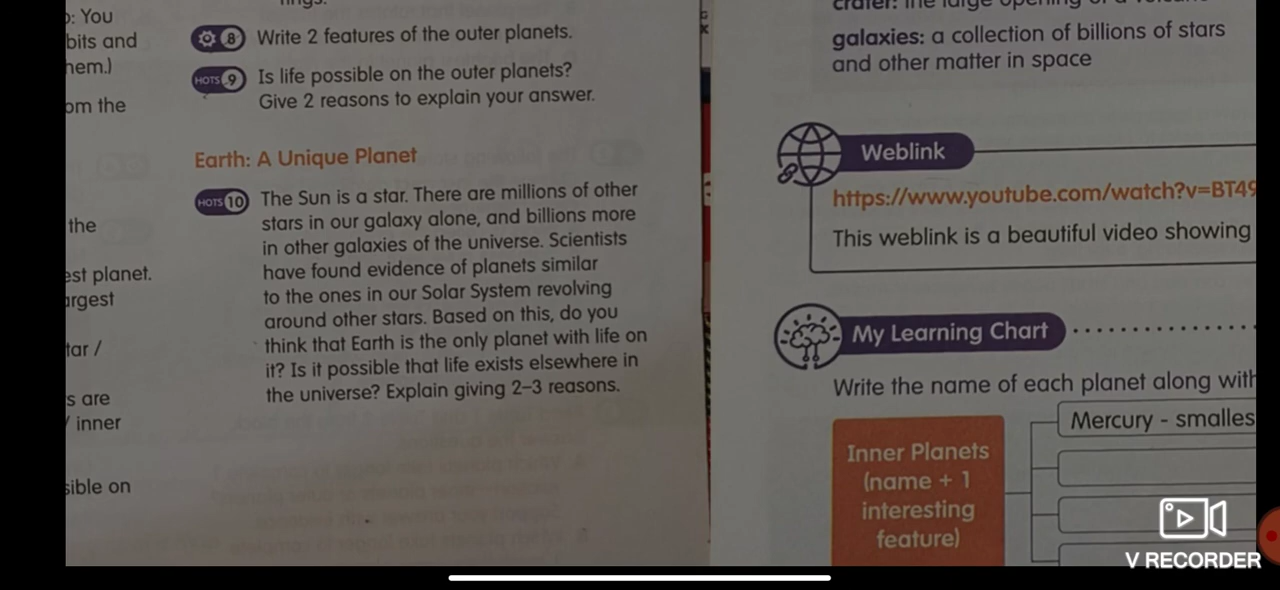 : You
bits and
hem.)
om the
the
est planet.
argest
tar /
s are
/ inner
sible on
rings.
8 Write 2 features of the outer planets.
HOTS 9 Is life possible on the outer planets?
Give 2 reasons to explain your answer.
Earth: A Unique Planet
HOTS 10 The Sun is a star. There are millions of other
stars in our galaxy alone, and billions more
in other galaxies of the universe. Scientists
have found evidence of planets similar
to the ones in our Solar System revolving
around other stars. Based on this, do you
think that Earth is the only planet with life on
it? Is it possible that life exists elsewhere in
the universe? Explain giving 2–3 reasons.
crater: the large opening of a
galaxies: a collection of billions of stars
and other matter in space
Weblink
https://www.youtube.com/watch?v=BT49
This weblink is a beautiful video showing
My Learning Chart
Write the name of each planet along with
Inner Planets
(name + 1
interesting
feature)
Mercury - smalles
V RECORDER